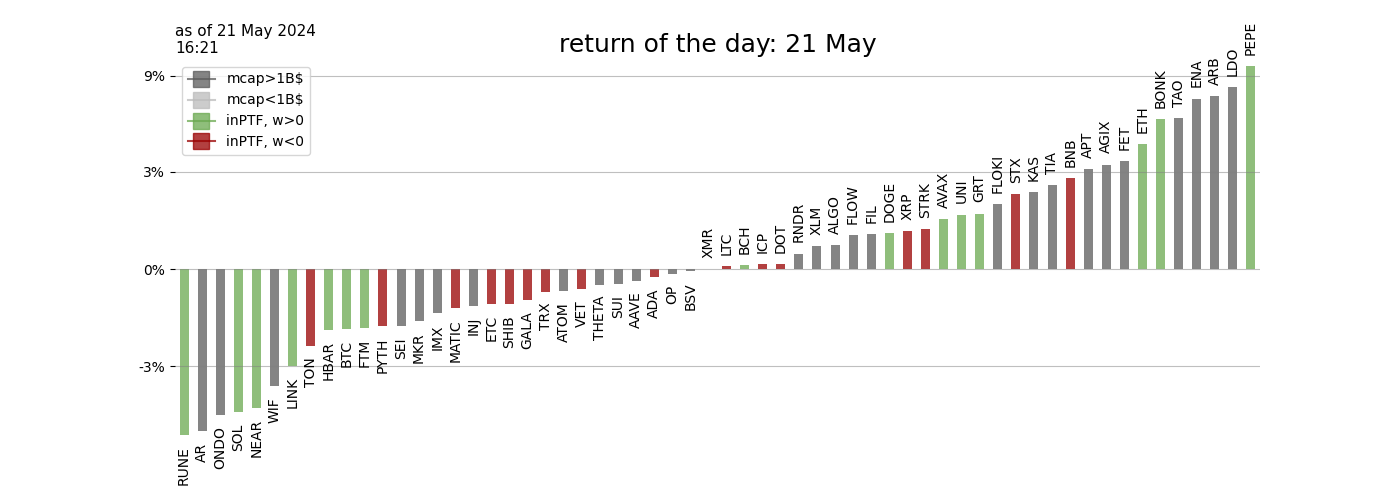 as of 21 May 2024
16:21
return of the day: 21 May
mcap>1B$
mcap<1B$
inPTF, w>0
inPTF, w<0
9%
3%
0%
-3%
RUNE
AR
ONDO
SOL
NEAR
WIF
LINK
TON
HBAR
BTC
FTM
PYTH
SEI
MKR
IMX
MATIC
INJ
ETC
SHIB
GALA
TRX
ATOM
VET
THETA
SUI
AAVE
ADA
OP
BSV
XMR
LTC
BCH
ICP
DOT
RNDR
XLM
ALGO
FLOW
FIL
DOGE
XRP
STRK
AVAX
UNI
GRT
FLOKI
STX
KAS
TIA
BNB
APT
AGIX
FET
ETH
BONK
TAO
ENA
ARB
LDO
PEPE